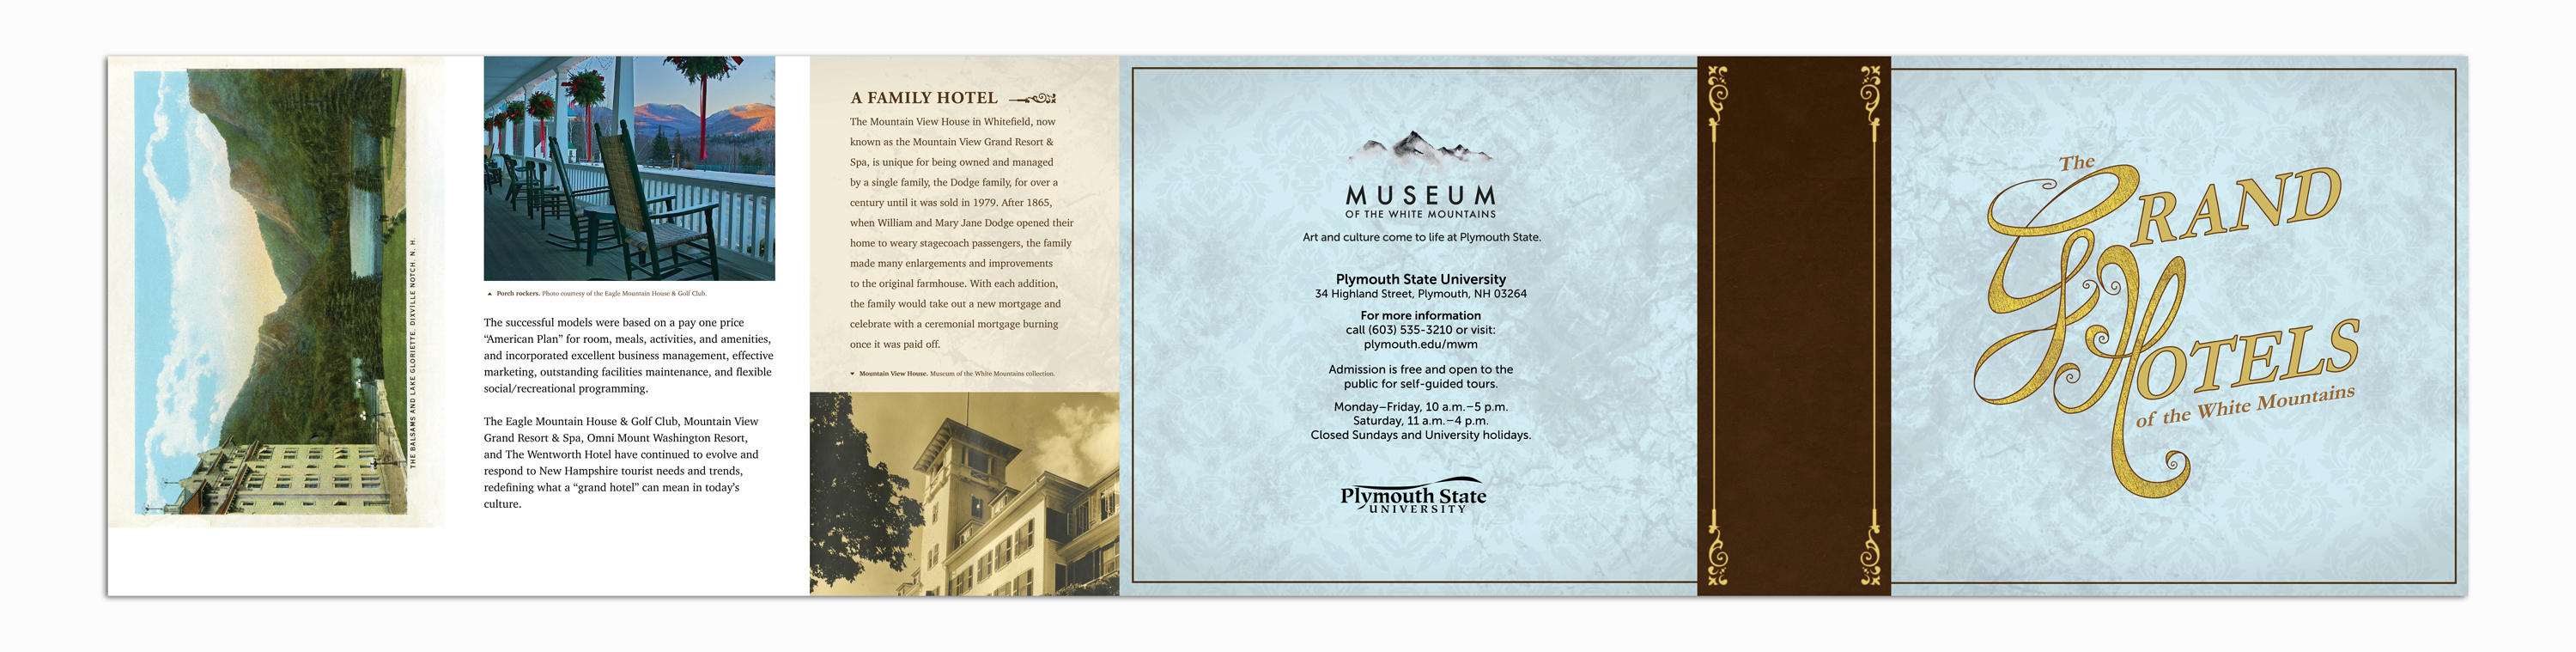 THE BALSAMS AND LAKE GLORIETTE. DIXVILLE NOTCH. N. H.
▲ Porch rockers. Photo courtesy of the Eagle Mountain House & Golf Club.
The successful models were based on a pay one price
“American Plan” for room, meals, activities, and amenities,
and incorporated excellent business management, effective
marketing, outstanding facilities maintenance, and flexible
social/recreational programming.
The Eagle Mountain House & Golf Club, Mountain View
Grand Resort & Spa, Omni Mount Washington Resort,
and The Wentworth Hotel have continued to evolve and
respond to New Hampshire tourist needs and trends,
redefining what a “grand hotel” can mean in today’s
culture.
A FAMILY HOTEL
The Mountain View House in Whitefield, now
known as the Mountain View Grand Resort &
Spa, is unique for being owned and managed
by a single family, the Dodge family, for over a
century until it was sold in 1979. After 1865,
when William and Mary Jane Dodge opened their
home to weary stagecoach passengers, the family
made many enlargements and improvements
to the original farmhouse. With each addition,
the family would take out a new mortgage and
celebrate with a ceremonial mortgage burning
once it was paid off.
▼ Mountain View House. Museum of the White Mountains collection.
MUSEUM
OF THE WHITE MOUNTAINS
Art and culture come to life at Plymouth State.
Plymouth State University
34 Highland Street, Plymouth, NH 03264
For more information
call (603) 535-3210 or visit:
plymouth.edu/mwm
Admission is free and open to the
public for self-guided tours.
Monday–Friday, 10 a.m.–5 p.m.
Saturday, 11 a.m.–4 p.m.
Closed Sundays and University holidays.
Plymouth State
UNIVERSITY
The
GRAND
HOTELS
of the White Mountains